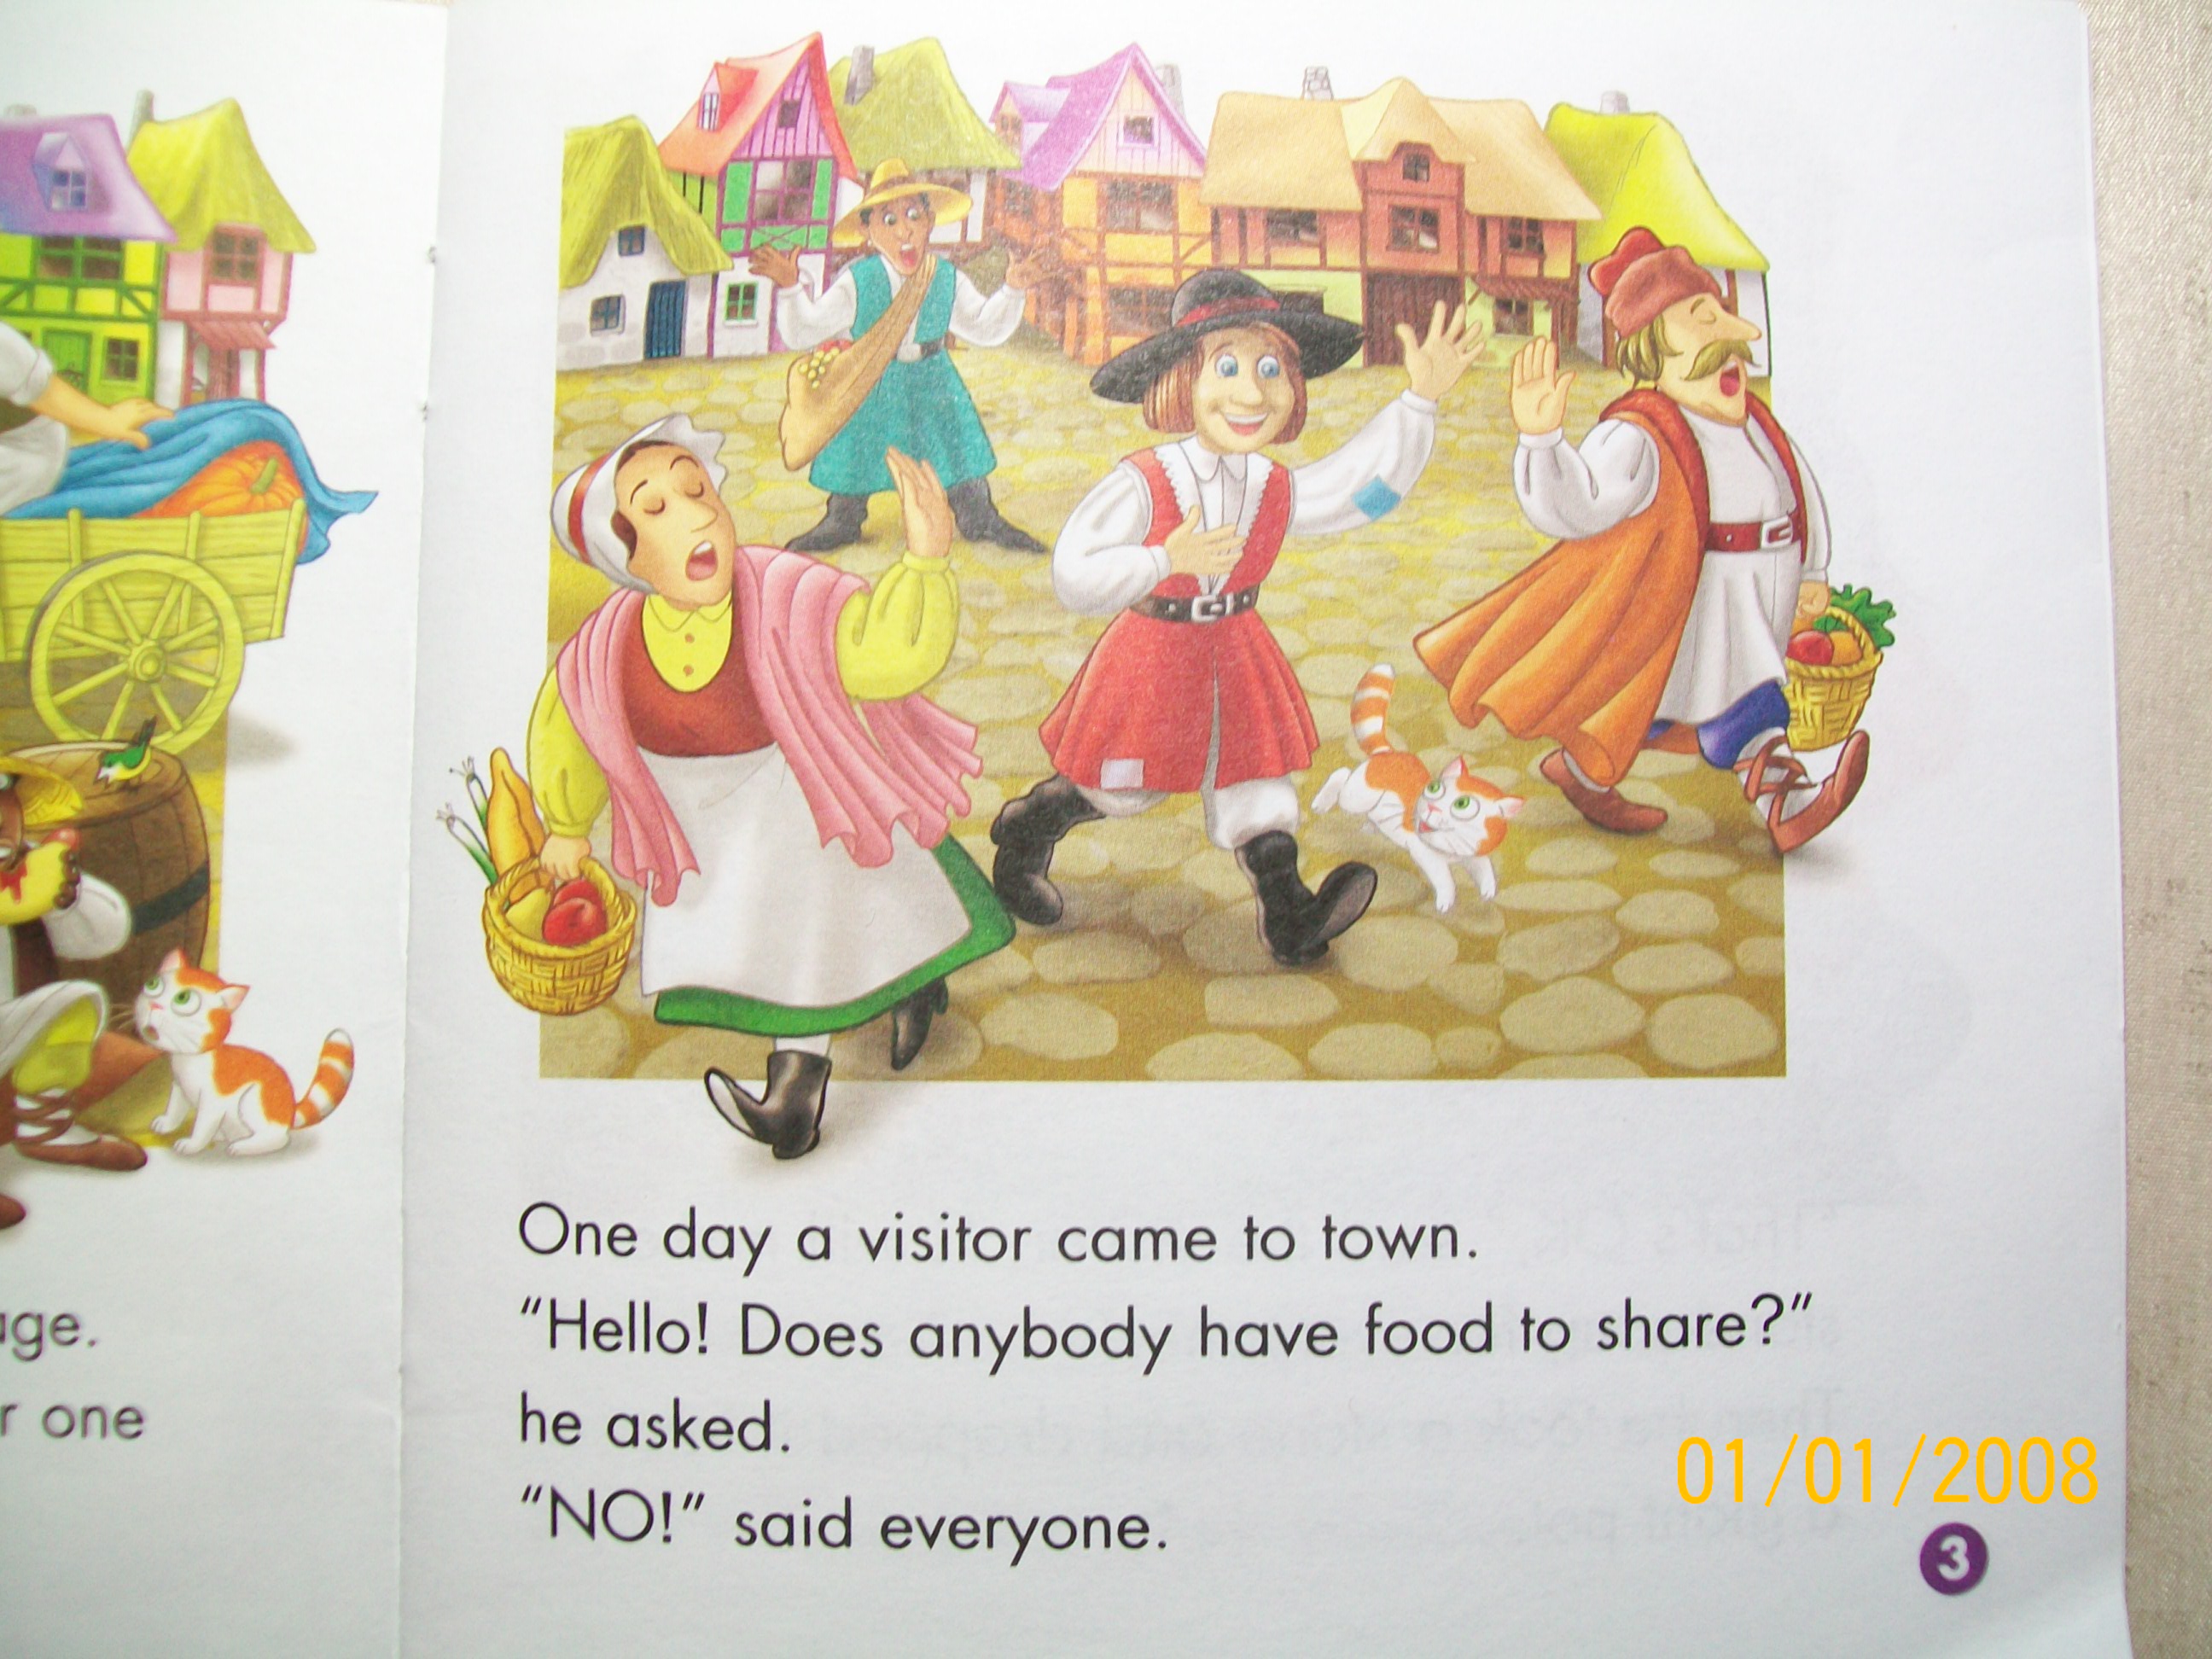 age.
r one
One day a visitor came to town.
“Hello! Does anybody have food to share?”
he asked.
“NO!” said everyone.
01/01/2008
3